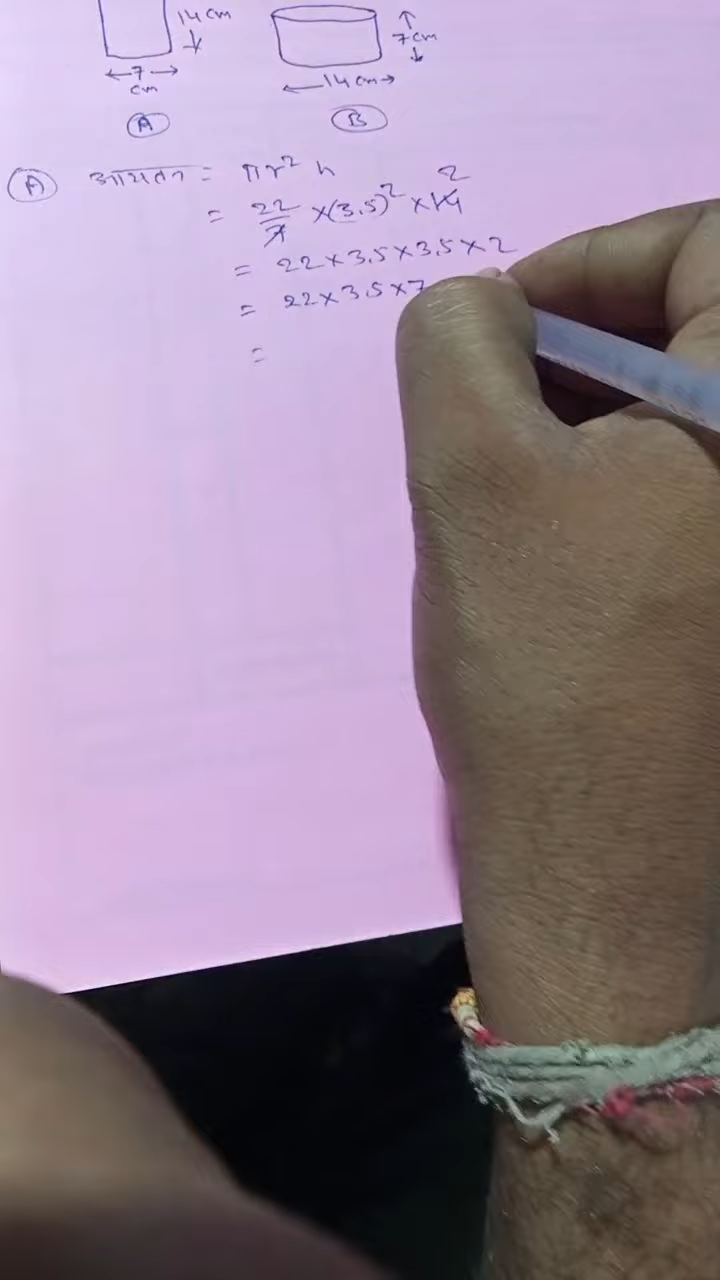 14 cm
7 cm
7 cm
14 cm
A
B
A आयतन = πr² h
= 22/7 × (3.5)² × 14 2
= 22 × 3.5 × 3.5 × 2
= 22 × 3.5 × 7
=